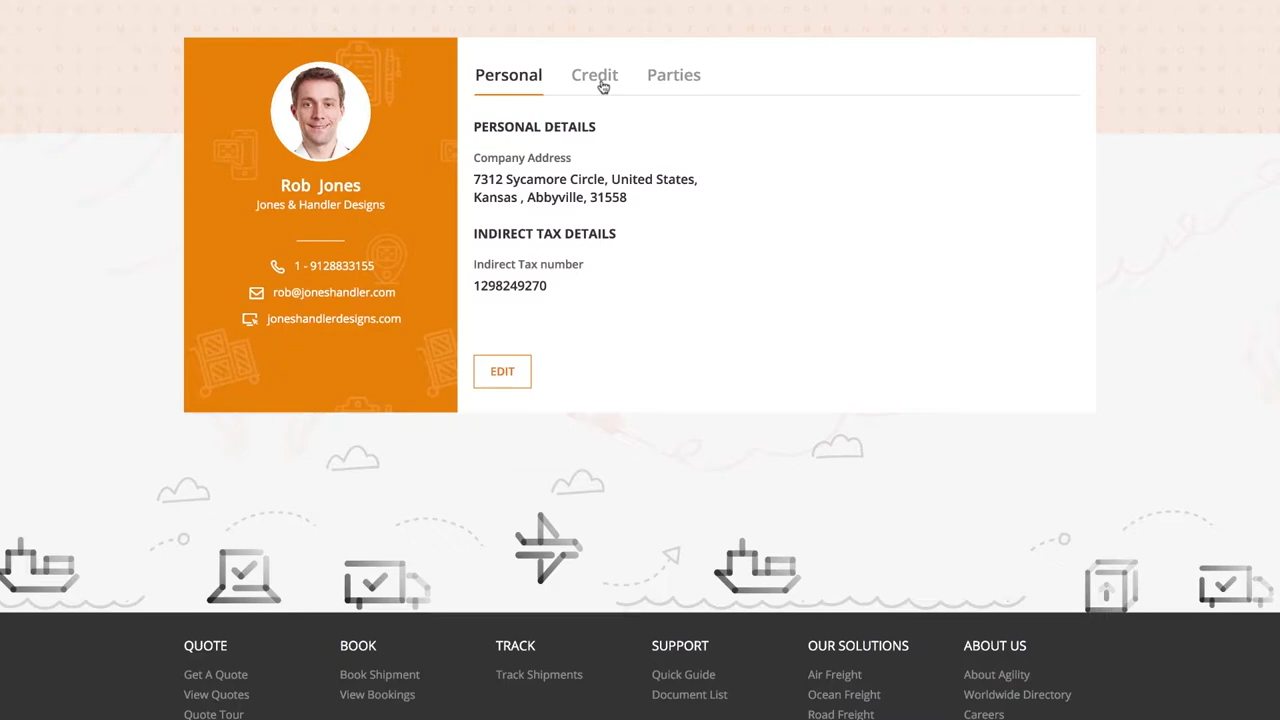 Personal
Credit
Parties
PERSONAL DETAILS
Company Address
7312 Sycamore Circle, United States,
Kansas , Abbyville, 31558
INDIRECT TAX DETAILS
Indirect Tax number
1298249270
EDIT
Rob Jones
Jones & Handler Designs
1 - 9128833155
rob@joneshandler.com
joneshandlerdesigns.com
QUOTE
Get A Quote
View Quotes
Quote Tour
BOOK
Book Shipment
View Bookings
TRACK
Track Shipments
SUPPORT
Quick Guide
Document List
OUR SOLUTIONS
Air Freight
Ocean Freight
Road Freight
ABOUT US
About Agility
Worldwide Directory
Careers